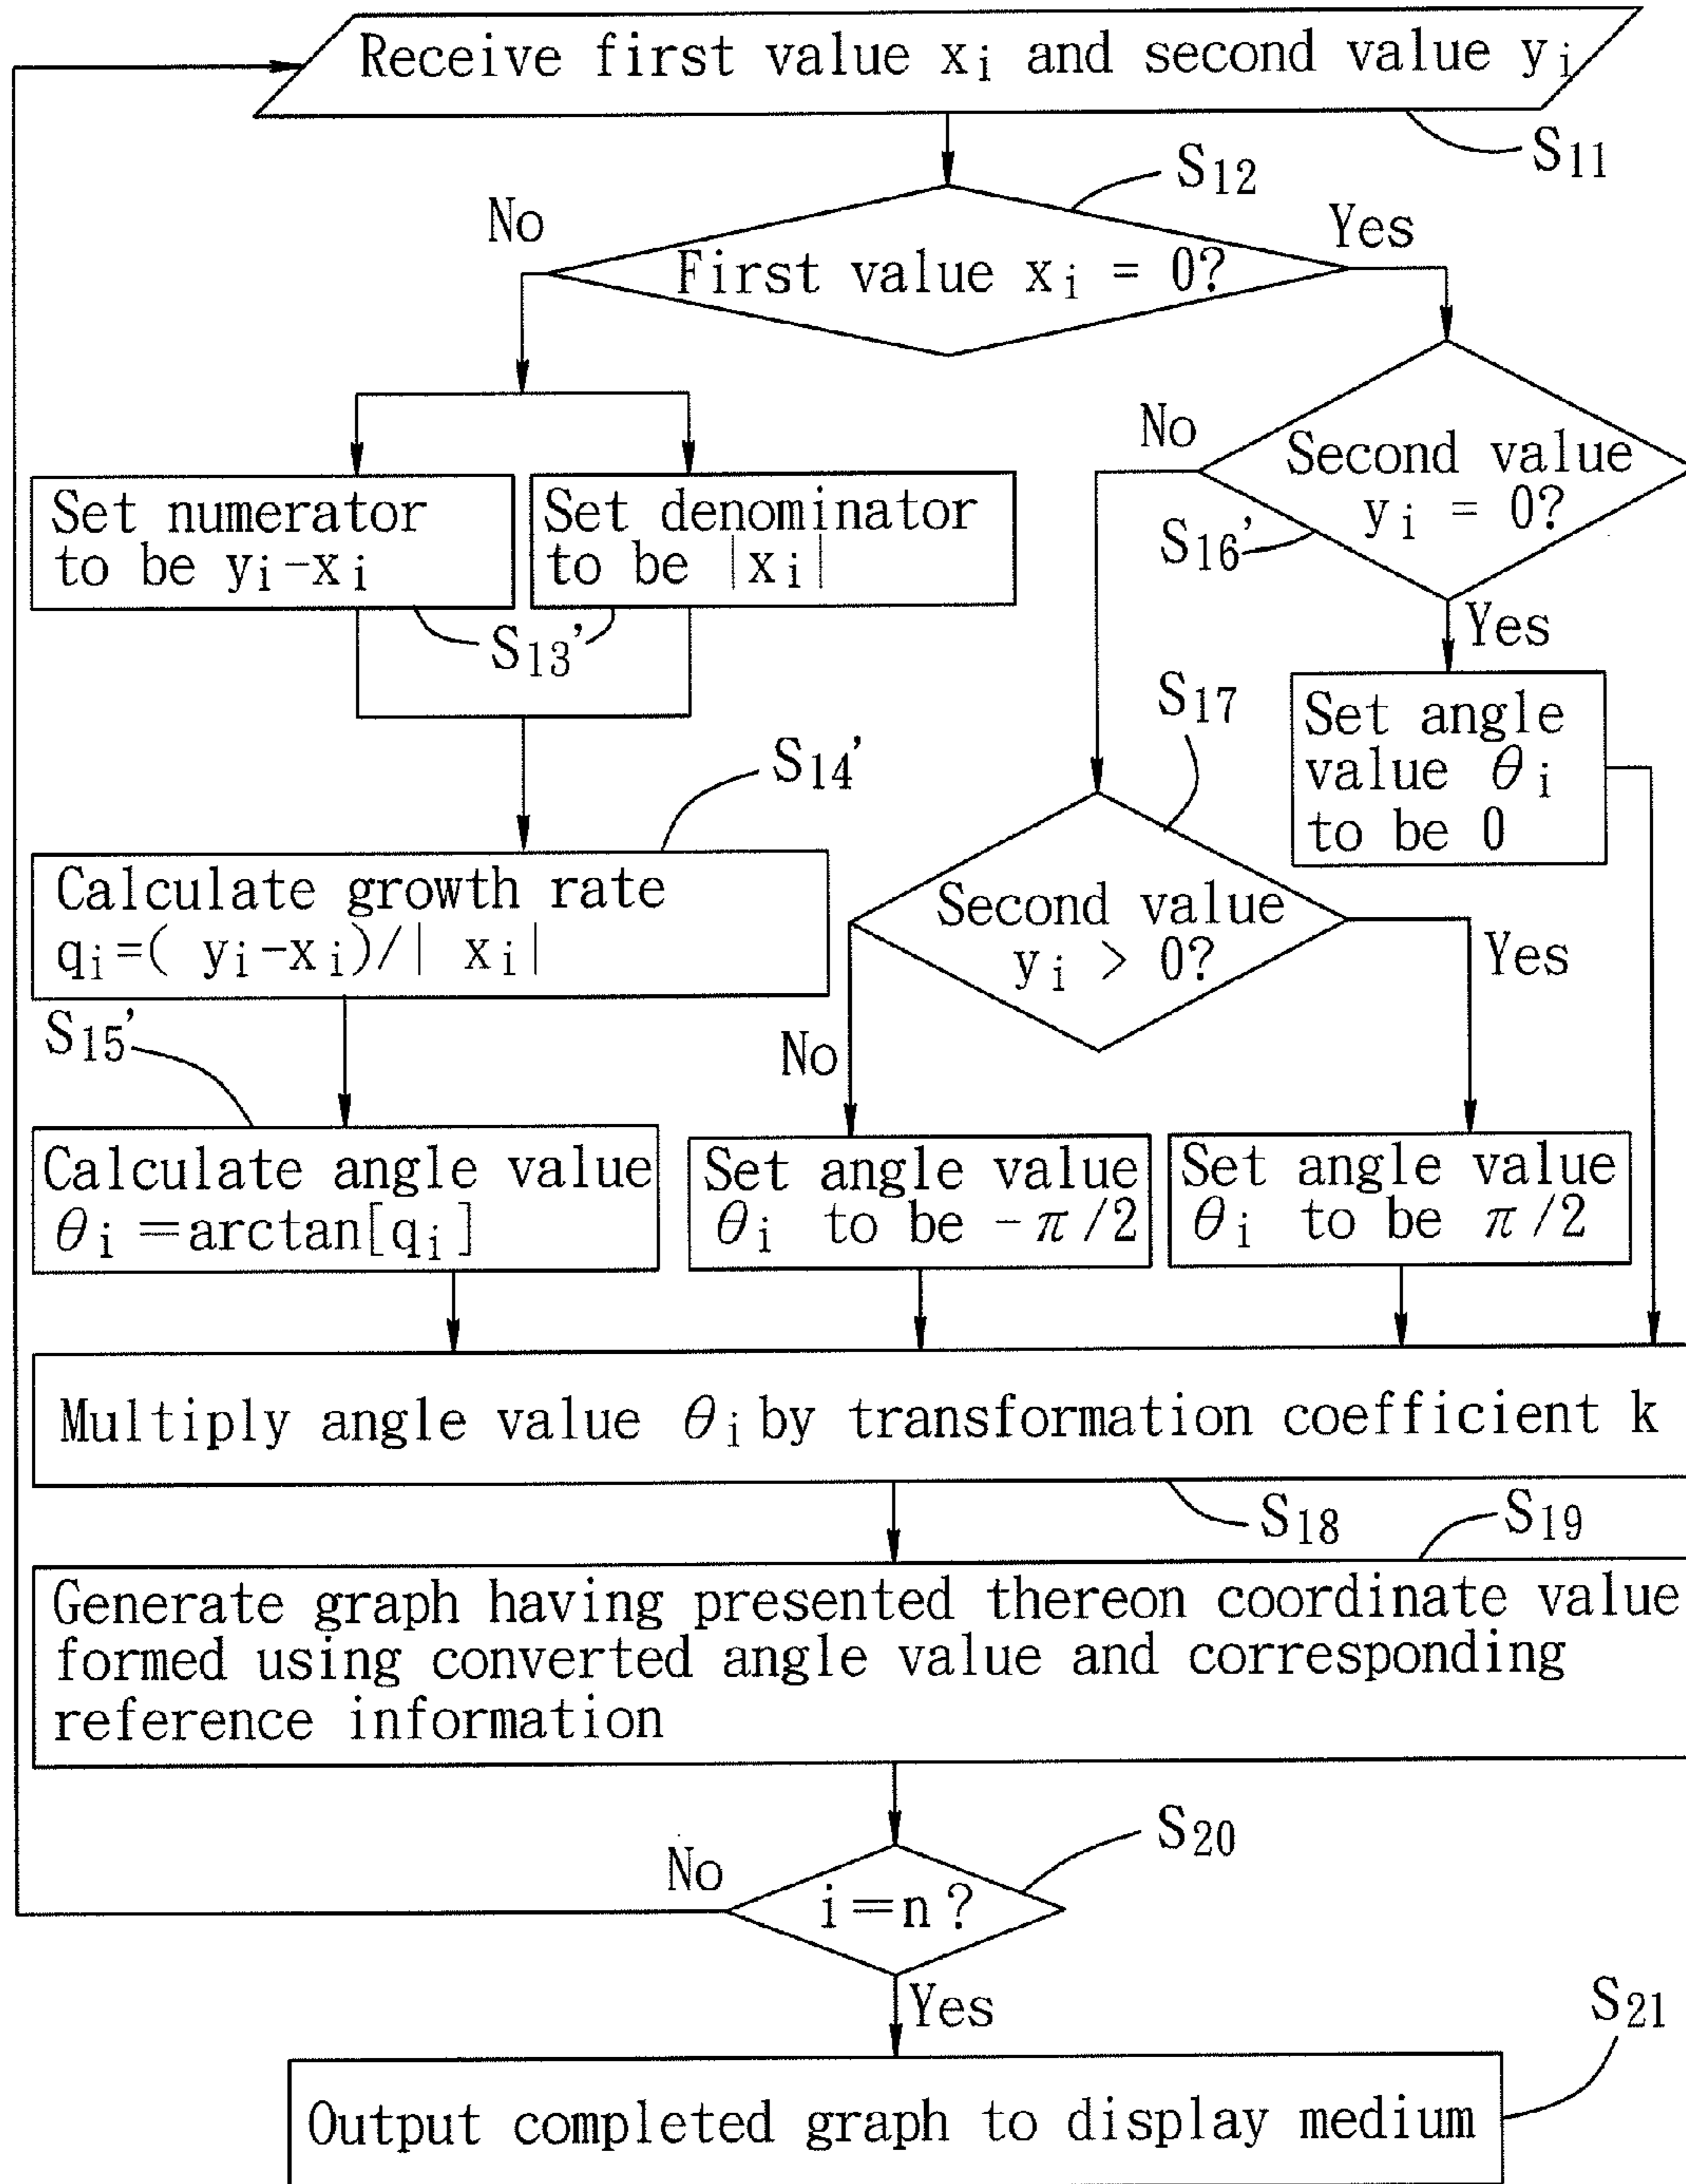 Receive first value xi and second value yi
S11
S12
No
Yes
First value xi = 0?
No
Second value
yi = 0?
S16'
Set numerator
to be yi-xi
Set denominator
to be |xi|
S13'
Yes
S17
Set angle
value θi
to be 0
S14'
Calculate growth rate
qi=( yi-xi)/| xi|
Second value
yi > 0?
Yes
No
S15'
Calculate angle value
θi=arctan[qi]
Set angle value
θi to be -π/2
Set angle value
θi to be π/2
Multiply angle value θi by transformation coefficient k
S18
S19
Generate graph having presented thereon coordinate value
formed using converted angle value and corresponding
reference information
S20
No
i=n?
Yes
S21
Output completed graph to display medium